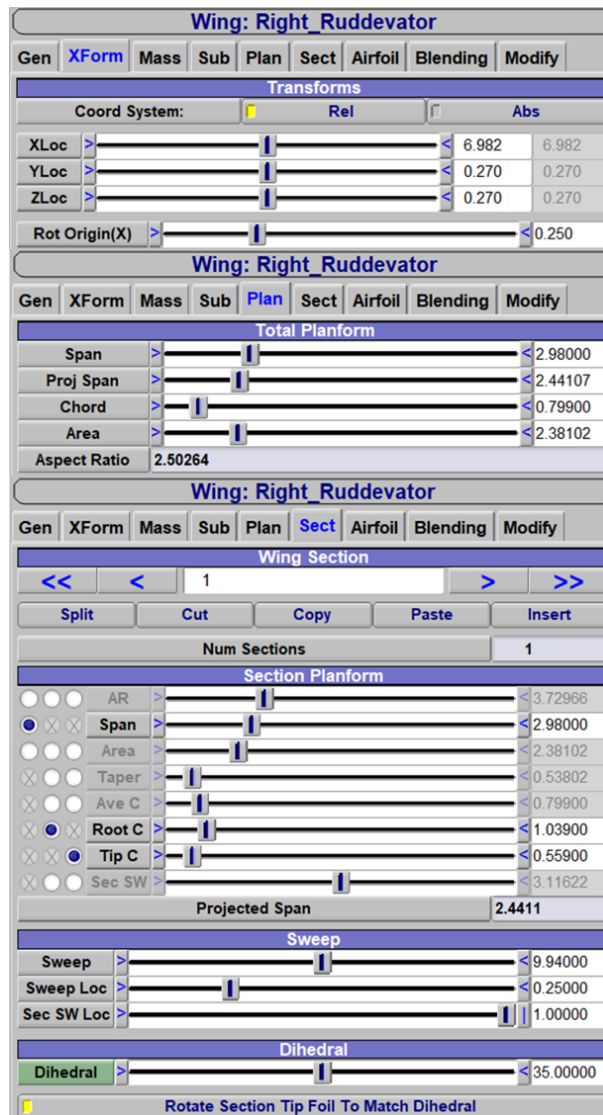 Wing: Right_Ruddevator
Gen XForm Mass Sub Plan Sect Airfoil Blending Modify
Transforms
Coord System: Rel Abs
XLoc > < 6.982 6.982
YLoc > < 0.270 0.270
ZLoc > < 0.270 0.270
Rot Origin(X) > < 0.250
Wing: Right_Ruddevator
Gen XForm Mass Sub Plan Sect Airfoil Blending Modify
Total Planform
Span > < 2.98000
Proj Span > < 2.44107
Chord > < 0.79900
Area > < 2.38102
Aspect Ratio 2.50264
Wing: Right_Ruddevator
Gen XForm Mass Sub Plan Sect Airfoil Blending Modify
Wing Section
<< < 1 > >>
Split Cut Copy Paste Insert
Num Sections 1
Section Planform
AR > < 3.72966
X X Span > < 2.98000
Area > < 2.38102
X Taper > < 0.53802
X Ave C > < 0.79900
X X Root C > < 1.03900
X X Tip C > < 0.55900
X Sec SW > < 3.11622
Projected Span 2.4411
Sweep
Sweep > < 9.94000
Sweep Loc > < 0.25000
Sec SW Loc > | 1.00000
Dihedral
Dihedral > < 35.00000
Rotate Section Tip Foil To Match Dihedral